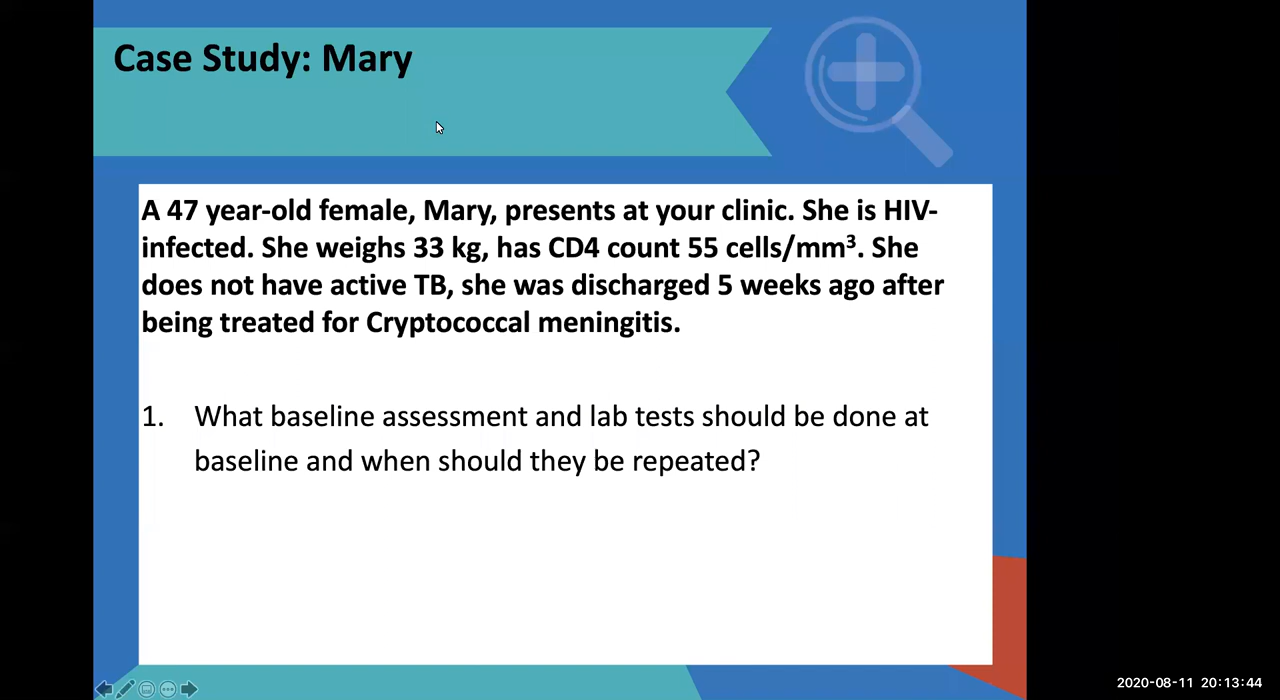 Case Study: Mary
A 47 year-old female, Mary, presents at your clinic. She is HIV-
infected. She weighs 33 kg, has CD4 count 55 cells/mm³. She
does not have active TB, she was discharged 5 weeks ago after
being treated for Cryptococcal meningitis.
1. What baseline assessment and lab tests should be done at
baseline and when should they be repeated?
2020-08-11 20:13:44